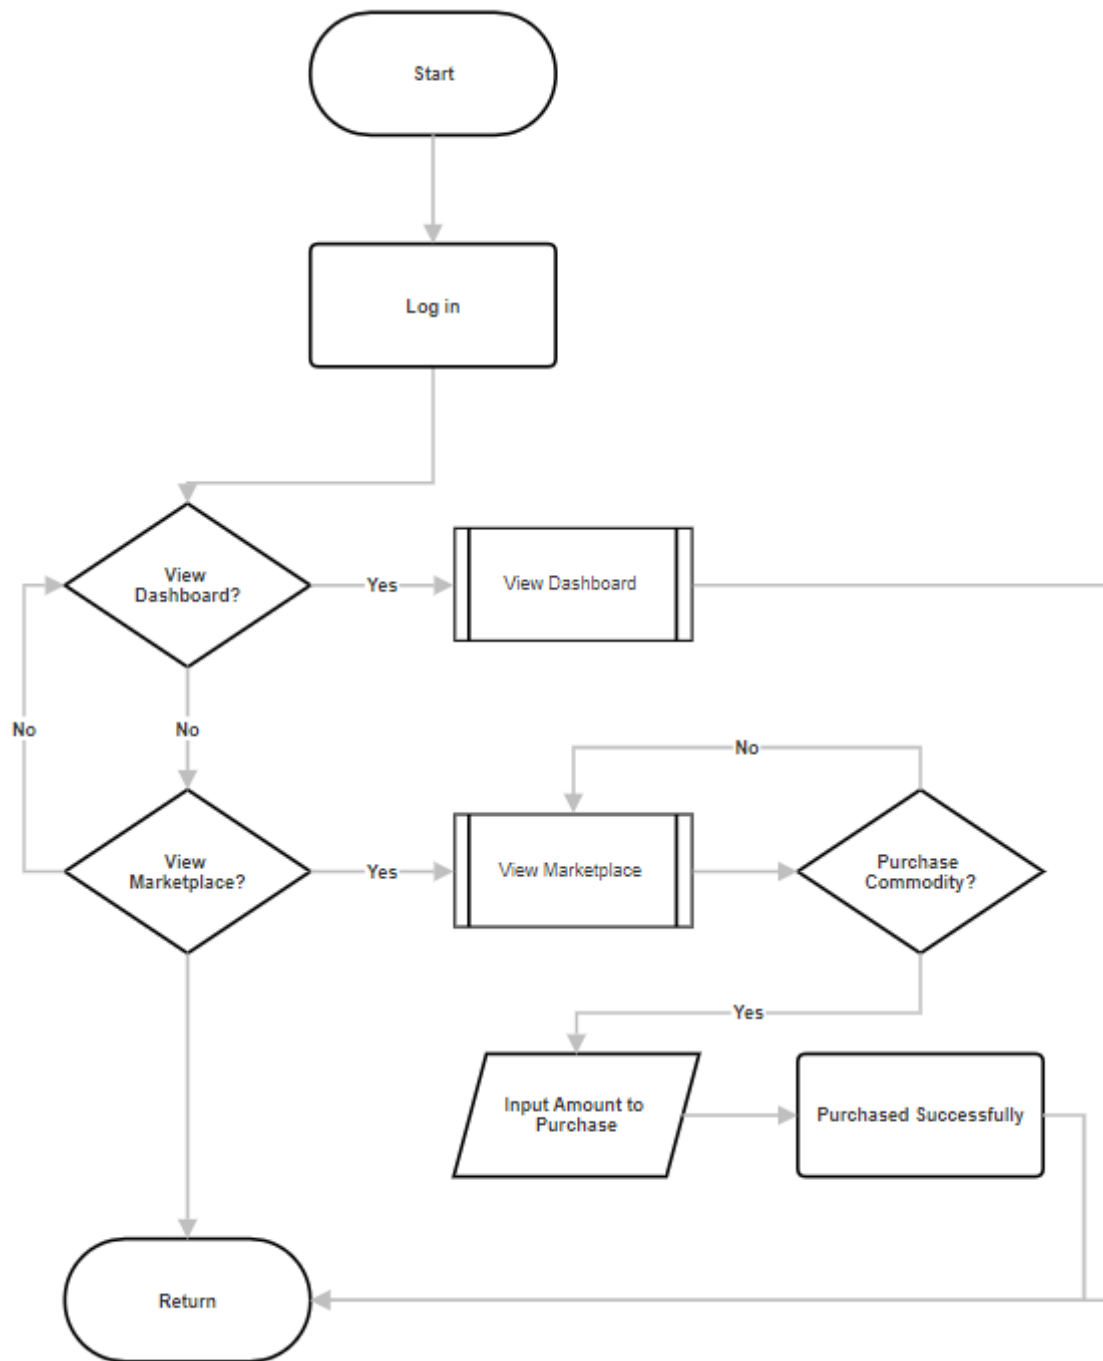 Start
Log in
View
Dashboard?
Yes
View Dashboard
No
No
No
View
Marketplace?
Yes
View Marketplace
Purchase
Commodity?
Yes
Input Amount to
Purchase
Purchased Successfully
Return